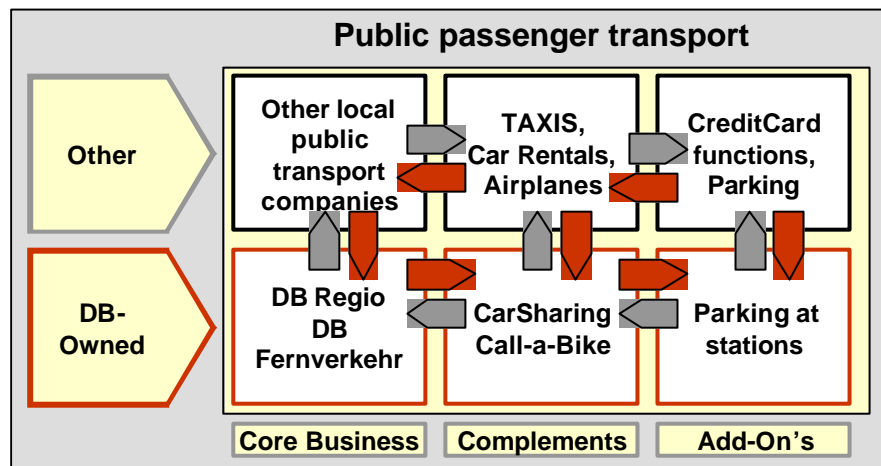 Public passenger transport
Other
Other local
public
transport
companies
TAXIS,
Car Rentals,
Airplanes
CreditCard
functions,
Parking
DB-
Owned
DB Regio
DB
Fernverkehr
CarSharing
Call-a-Bike
Parking at
stations
Core Business
Complements
Add-On's